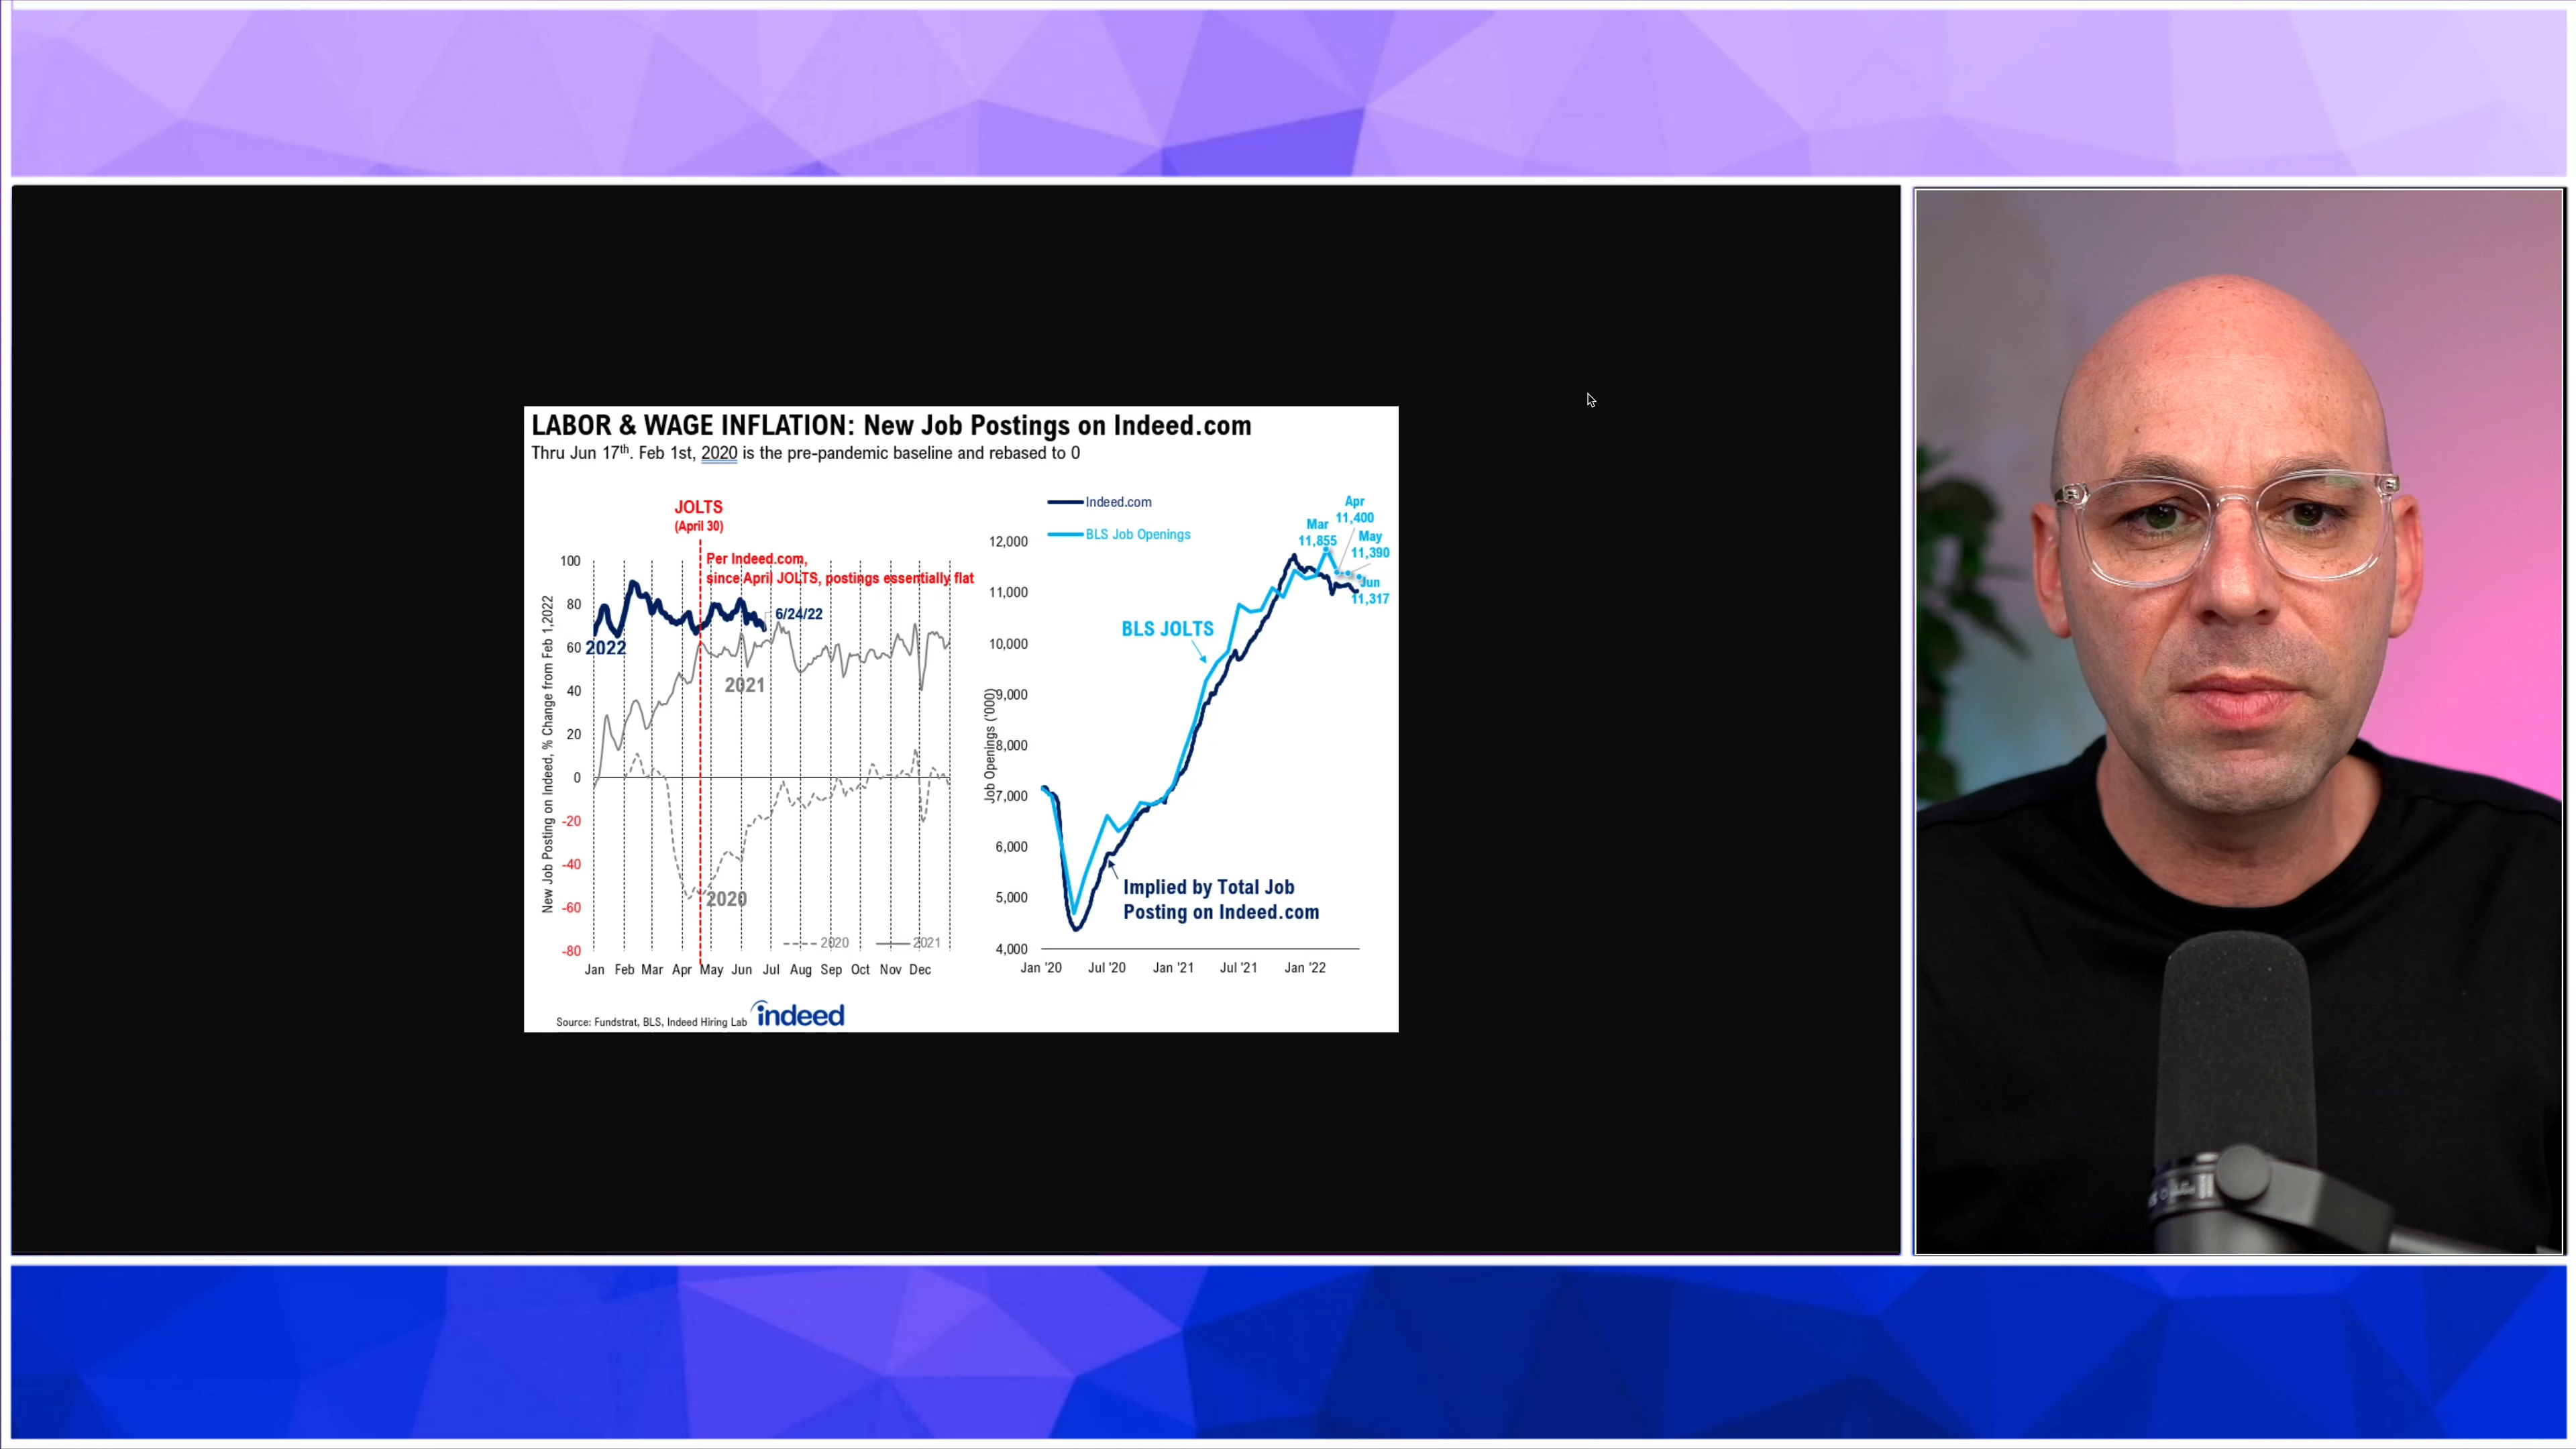 LABOR & WAGE INFLATION: New Job Postings on Indeed.com
Thru Jun 17th. Feb 1st, 2020 is the pre-pandemic baseline and rebased to 0
JOLTS
(April 30)
Per Indeed.com,
since April JOLTS, postings essentially flat
New Job Posting on Indeed, % Change from Feb 1,2022
100
80
60
40
20
0
-20
-40
-60
-80
2022
6/24/22
2021
2020
2020
2021
Jan Feb Mar Apr May Jun Jul Aug Sep Oct Nov Dec
Indeed.com
BLS Job Openings
Mar
11,855
Apr
11,400
May
11,390
Jun
11,317
BLS JOLTS
Job Openings ('000)
12,000
11,000
10,000
9,000
8,000
7,000
6,000
5,000
4,000
Implied by Total Job
Posting on Indeed.com
Jan '20 Jul '20 Jan '21 Jul '21 Jan '22
Source: Fundstrat, BLS, Indeed Hiring Lab
indeed